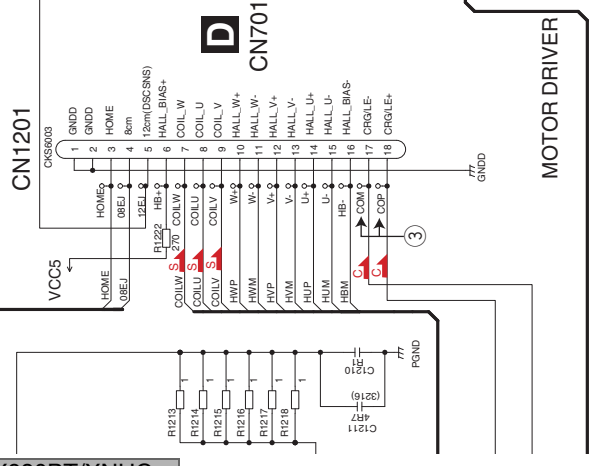 D
CN701
CN1201
CKS6003
MOTOR DRIVER
GNDD
GNDD
HOME
8cm
12cm(DSCSNS)
HALL_BIAS+
COIL_W
COIL_U
COIL_V
HALL_W+
HALL_W-
HALL_V+
HALL_V-
HALL_U+
HALL_U-
HALL_BIAS-
CRG/LE-
CRG/LE+
1 2 3 4 5 6 7 8 9 10 11 12 13 14 15 16 17 18
GNDD
HOME
08EJ
12EJ
HB+
COILW
COILU
COILV
W+
W-
V+
V-
U+
U-
HB-
COM
COP
3
R1222
270
VCC5
S
S
S
C
C
HOME
08EJ
COILW
COILU
COILV
HWP
HWM
HVP
HVM
HUP
HUM
HBM
R1213
1
R1214
1
R1215
1
R1216
1
R1217
1
R1218
1
C1210
R1
PGND
C1211
4R7
(3216)